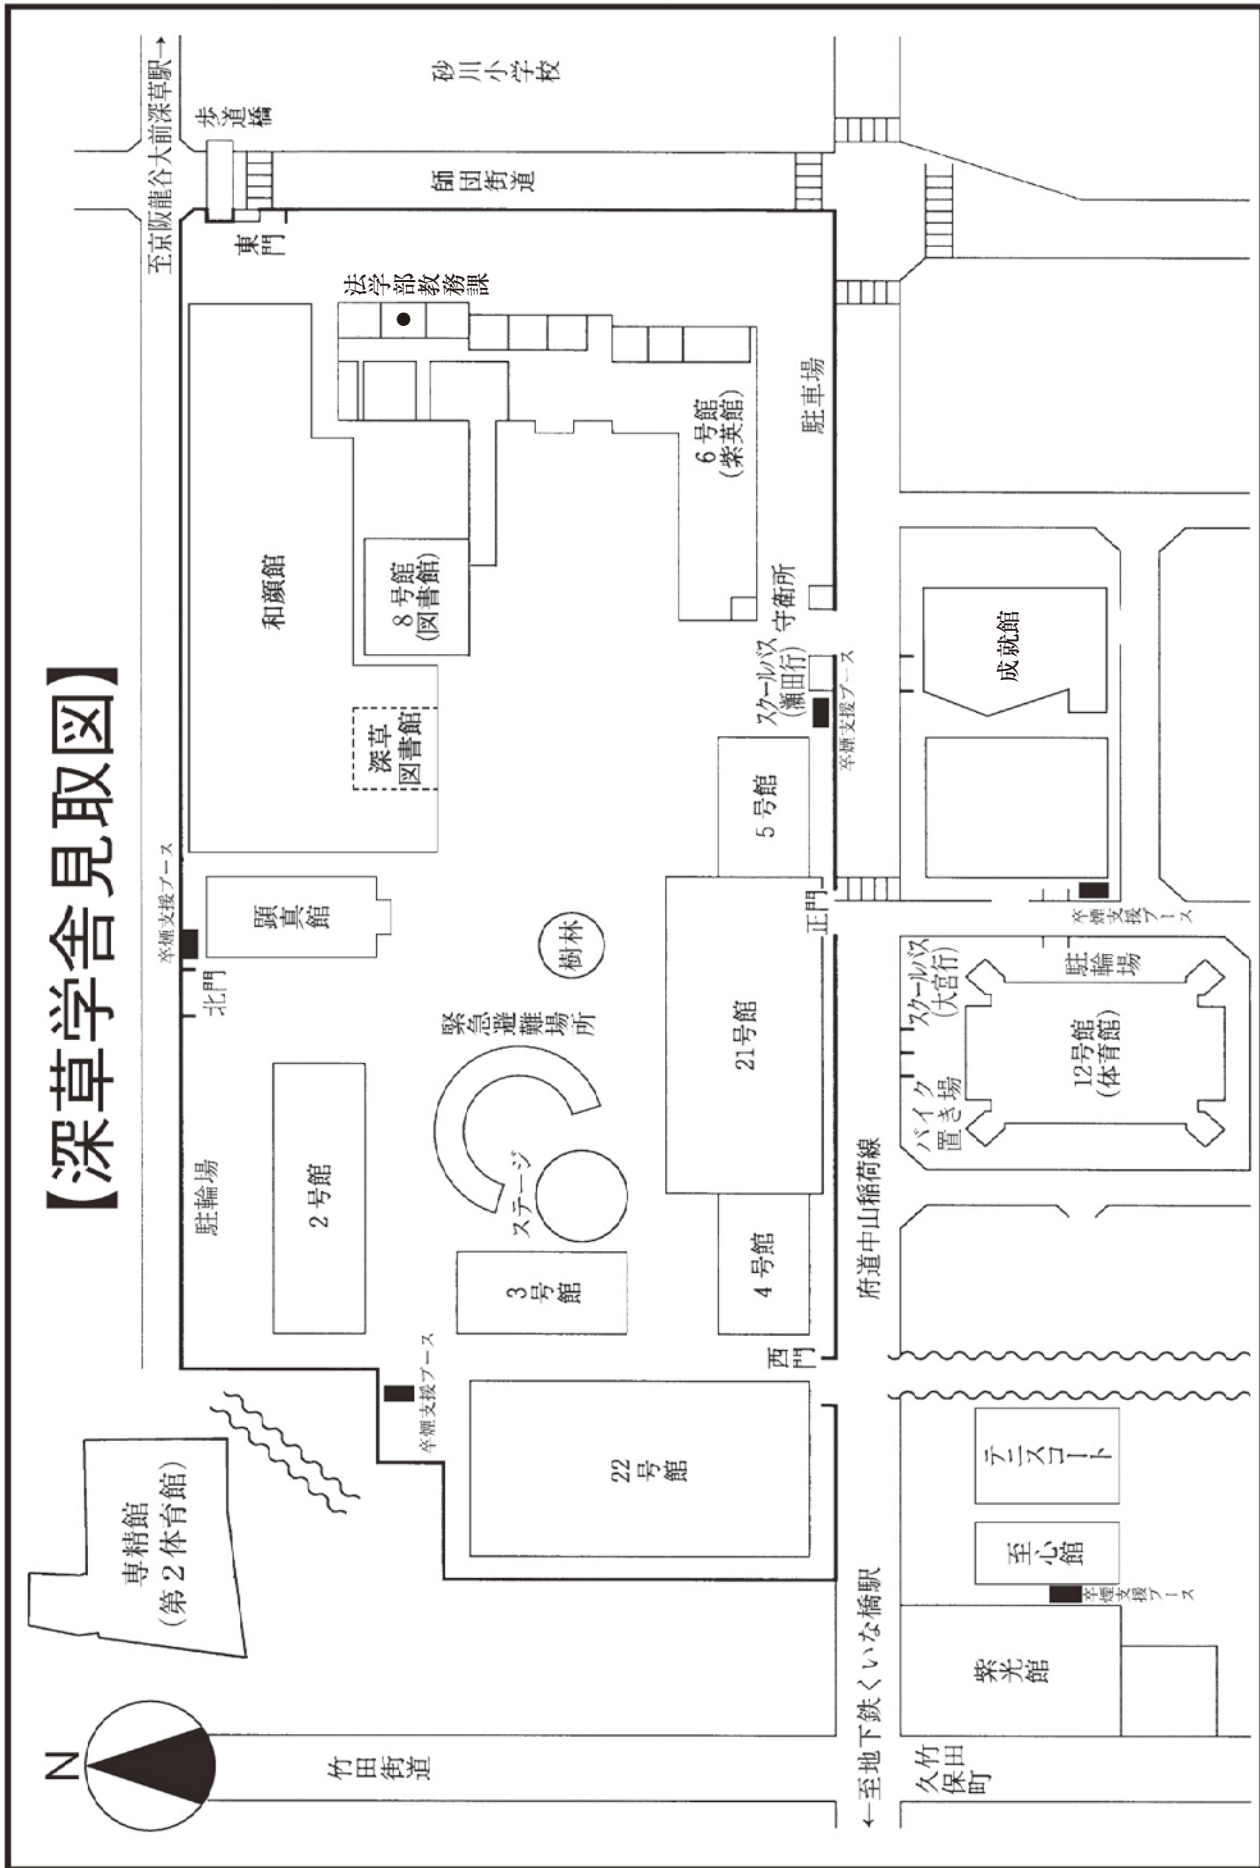 【深草学舎見取図】
N
専精館
(第2体育館)
竹田街道
至京阪龍谷大前深草駅→
歩道橋
砂川小学校
師団街道
東門
法学部教務課
和顔館
8号館
(図書館)
深草
図書館
6号館
(紫英館)
駐車場
守衛所
スクールバス
(瀬田行)
卒煙支援ブース
5号館
卒煙支援ブース
顕真館
北門
樹林
緊急避難場所
駐輪場
2号館
ステージ
3号館
21号館
正門
4号館
西門
卒煙支援ブース
22号館
府道中山稲荷線
←至地下鉄くいな橋駅
成就館
卒煙支援ブース
スクールバス
(大宮行)
駐輪場
12号館
(体育館)
バイク
置き場
テニスコート
至心館
卒煙支援ブース
紫光館
竹田
久保町